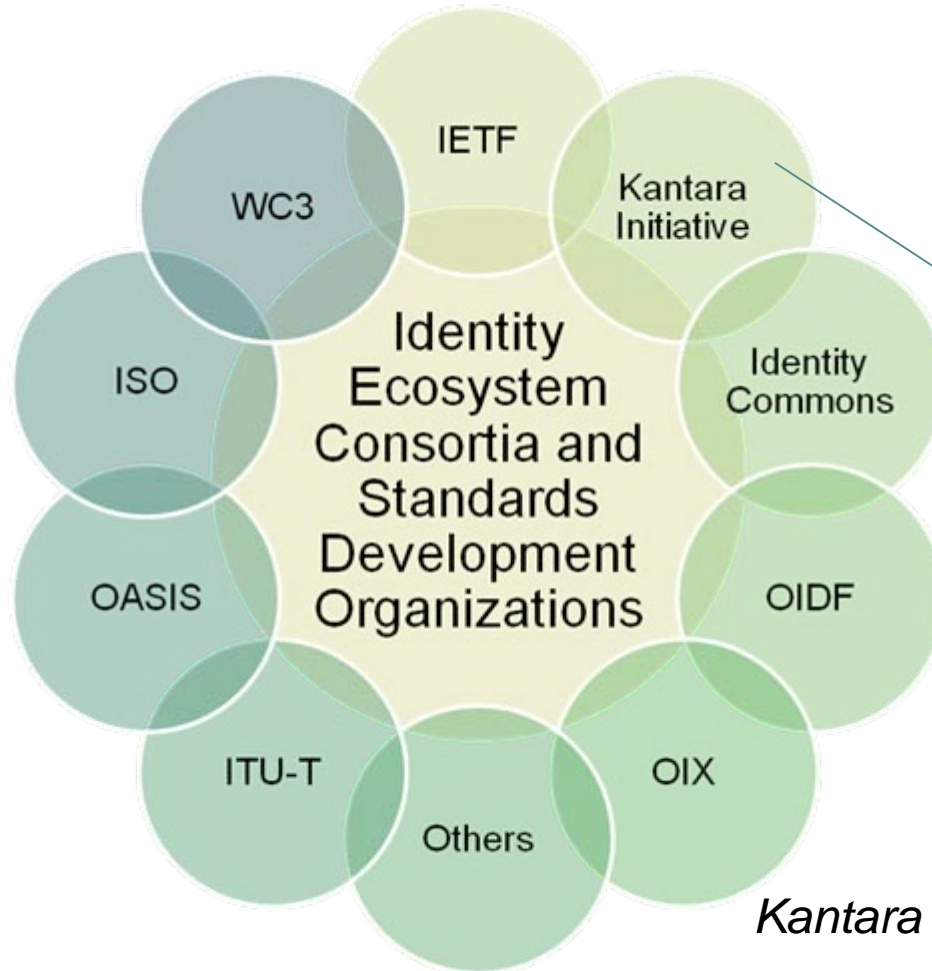 IETF
Kantara
Initiative
Identity
Commons
OIDF
OIX
Others
ITU-T
OASIS
ISO
WC3
Identity
Ecosystem
Consortia and
Standards
Development
Organizations
Kantara